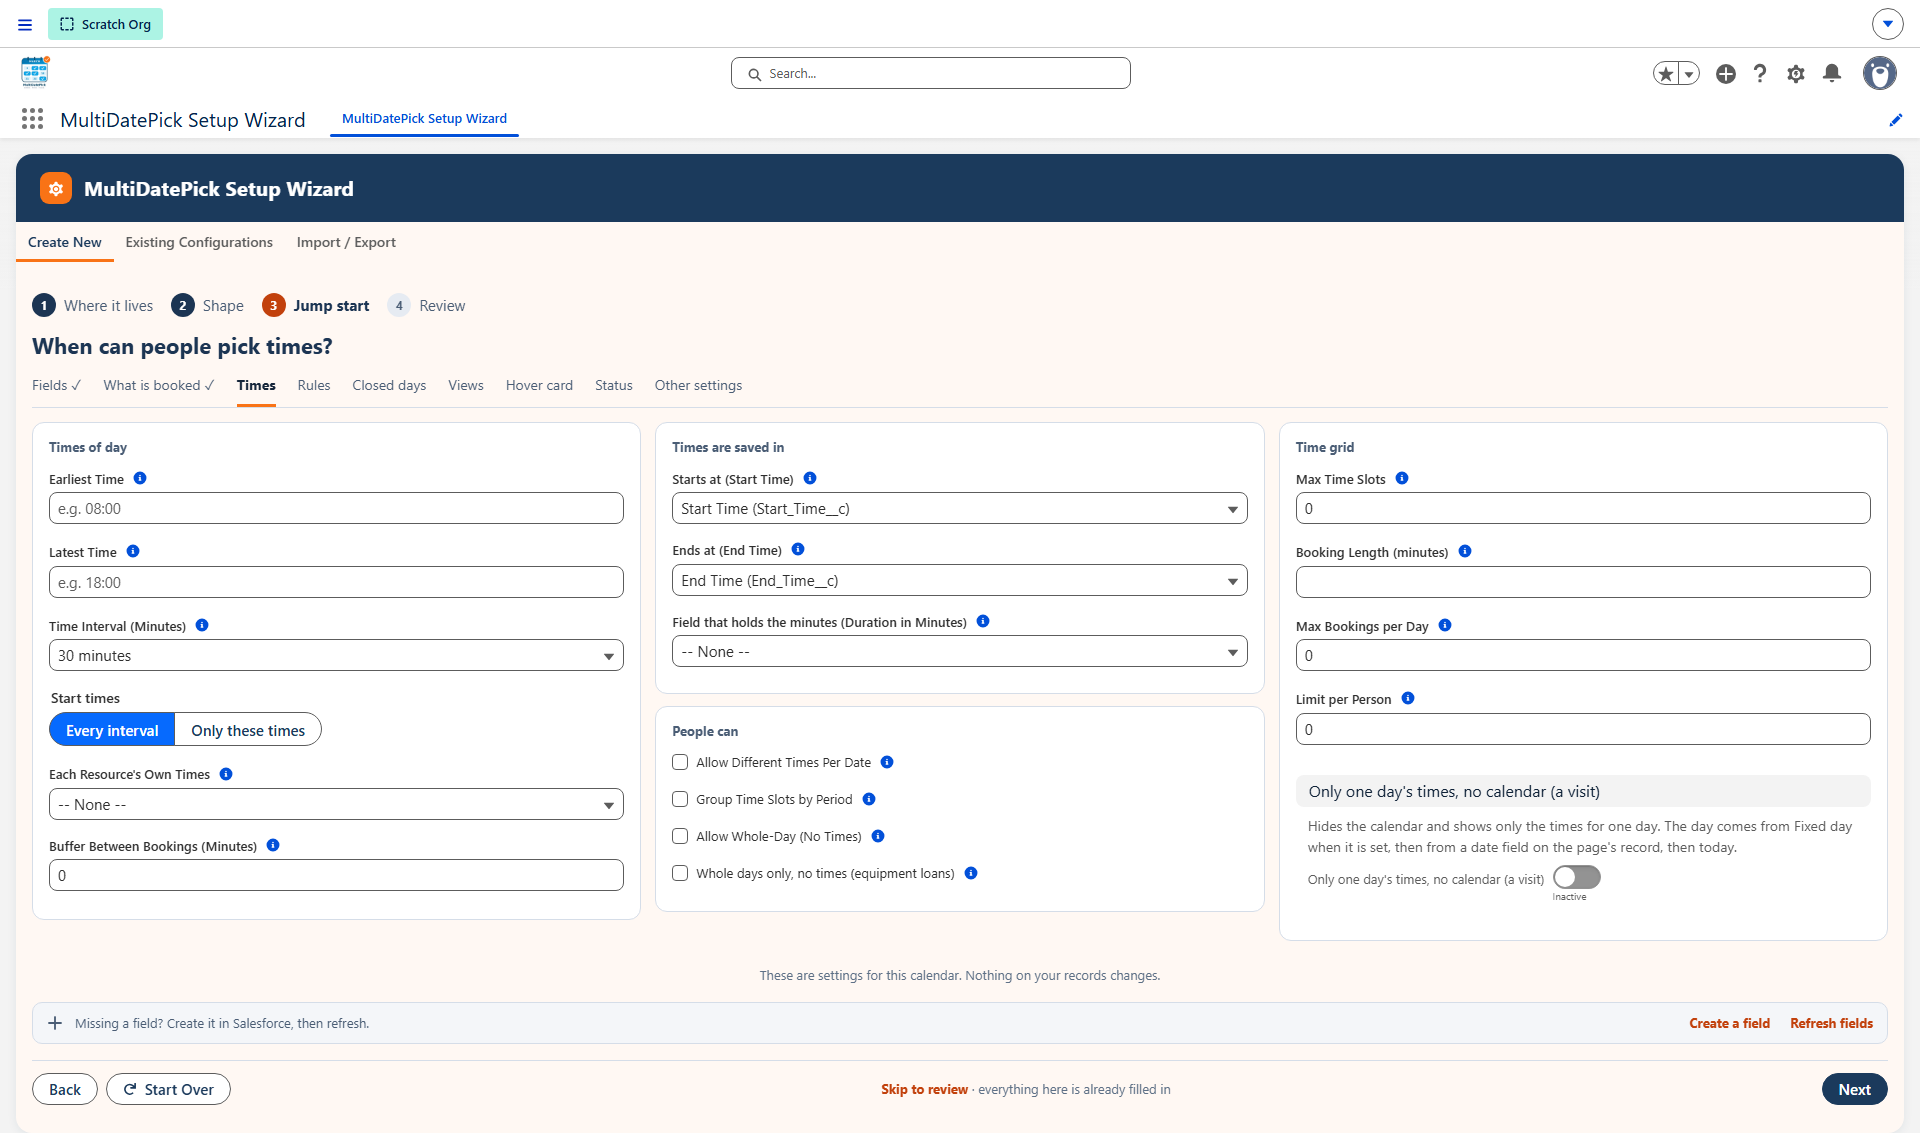 Scratch Org
Search...
MultiDatePick Setup Wizard
MultiDatePick Setup Wizard
MultiDatePick Setup Wizard
Create New
Existing Configurations
Import / Export
1 Where it lives
2 Shape
3 Jump start
4 Review
When can people pick times?
Fields ✓
What is booked ✓
Times
Rules
Closed days
Views
Hover card
Status
Other settings
Times of day
Earliest Time
e.g. 08:00
Latest Time
e.g. 18:00
Time Interval (Minutes)
30 minutes
Start times
Every interval
Only these times
Each Resource's Own Times
-- None --
Buffer Between Bookings (Minutes)
0
Times are saved in
Starts at (Start Time)
Start Time (Start_Time__c)
Ends at (End Time)
End Time (End_Time__c)
Field that holds the minutes (Duration in Minutes)
-- None --
People can
Allow Different Times Per Date
Group Time Slots by Period
Allow Whole-Day (No Times)
Whole days only, no times (equipment loans)
Time grid
Max Time Slots
0
Booking Length (minutes)
Max Bookings per Day
0
Limit per Person
0
Only one day's times, no calendar (a visit)
Hides the calendar and shows only the times for one day. The day comes from Fixed day
when it is set, then from a date field on the page's record, then today.
Only one day's times, no calendar (a visit)
Inactive
These are settings for this calendar. Nothing on your records changes.
Missing a field? Create it in Salesforce, then refresh.
Create a field
Refresh fields
Back
Start Over
Skip to review · everything here is already filled in
Next